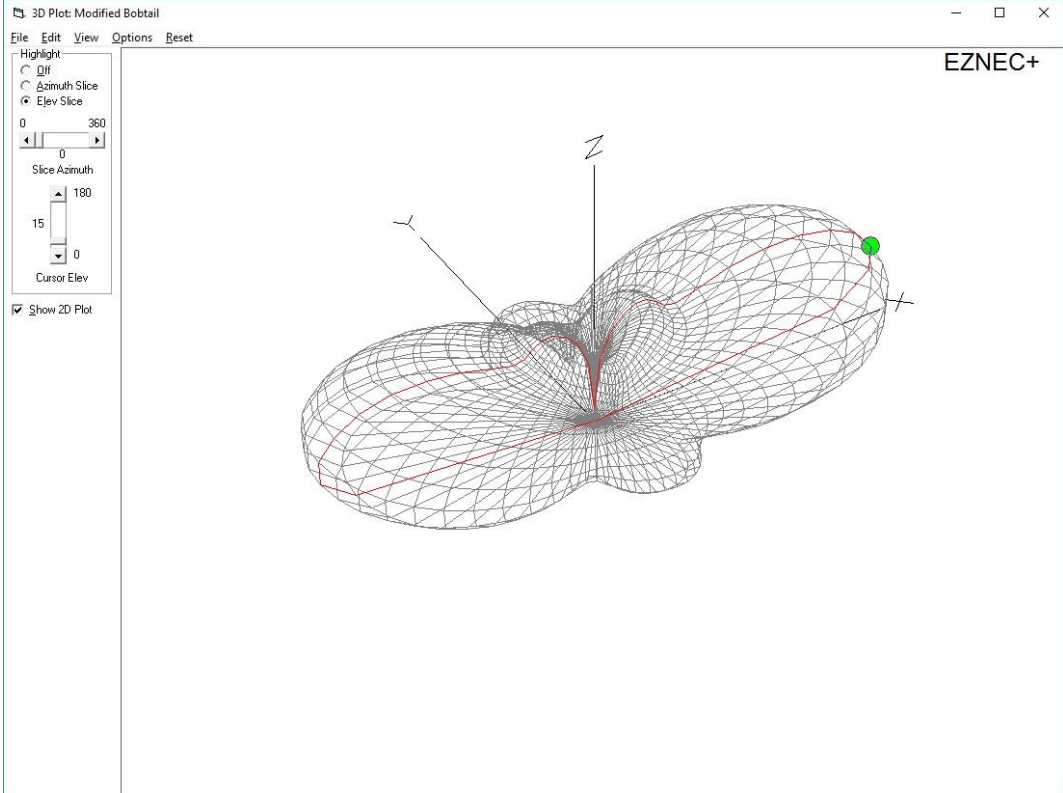 3D Plot: Modified Bobtail
File Edit View Options Reset
EZNEC+
Highlight
Off
Azimuth Slice
Elev Slice
0 360
0
Slice Azimuth
180
15
0
Cursor Elev
Show 2D Plot
Z
Y
X